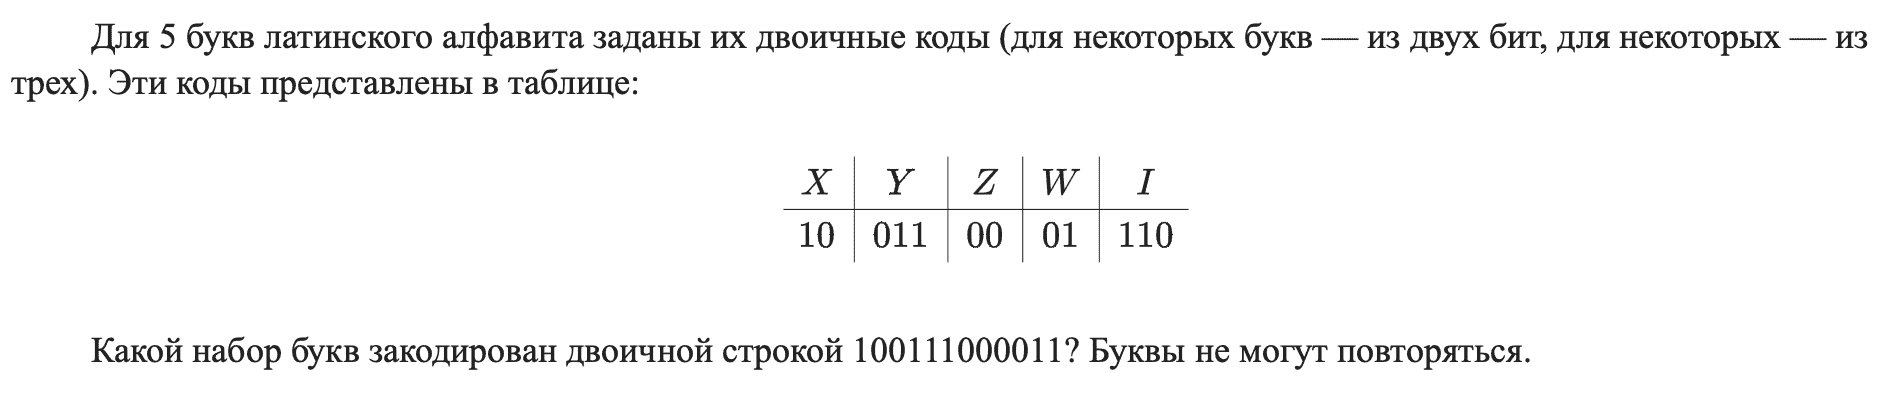 Для 5 букв латинского алфавита заданы их двоичные коды (для некоторых букв — из двух бит, для некоторых — из
трех). Эти коды представлены в таблице:
X Y Z W I
10 011 00 01 110
Какой набор букв закодирован двоичной строкой 100111000011? Буквы не могут повторяться.